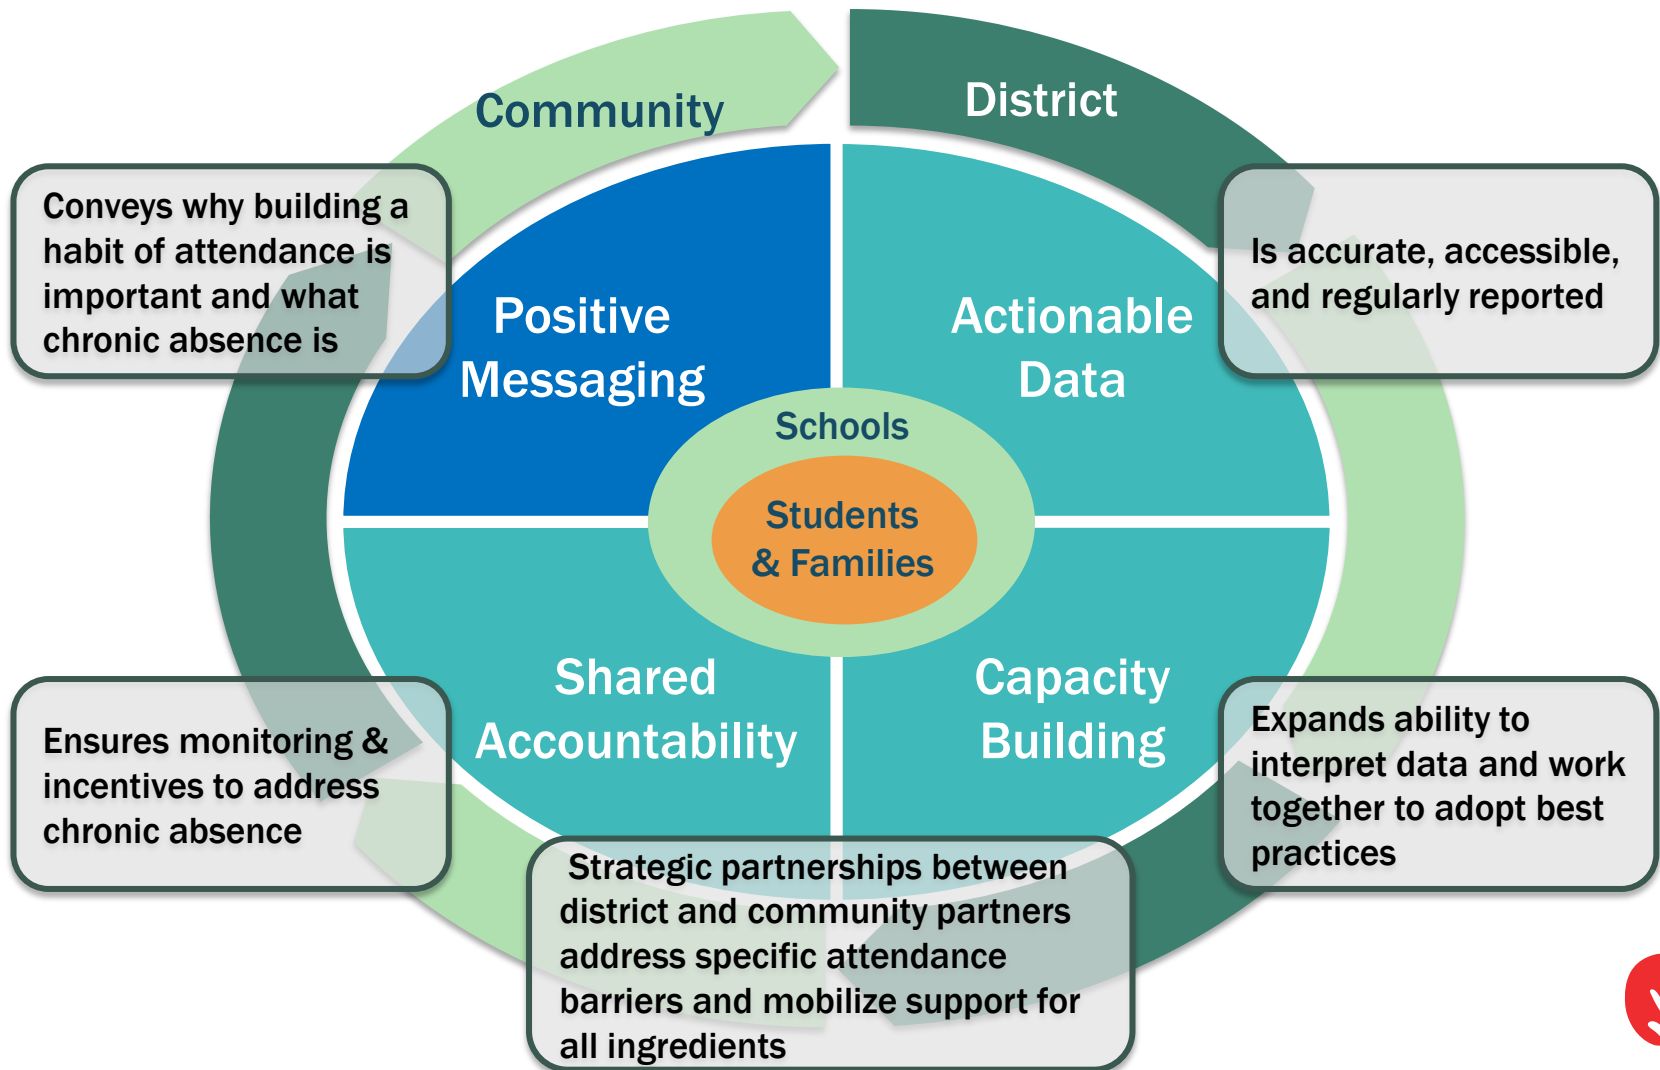 Community
District
Conveys why building a
habit of attendance is
important and what
chronic absence is
Positive
Messaging
Actionable
Data
Is accurate, accessible,
and regularly reported
Schools
Students
& Families
Shared
Accountability
Capacity
Building
Ensures monitoring &
incentives to address
chronic absence
Expands ability to
interpret data and work
together to adopt best
practices
Strategic partnerships between
district and community partners
address specific attendance
barriers and mobilize support for
all ingredients